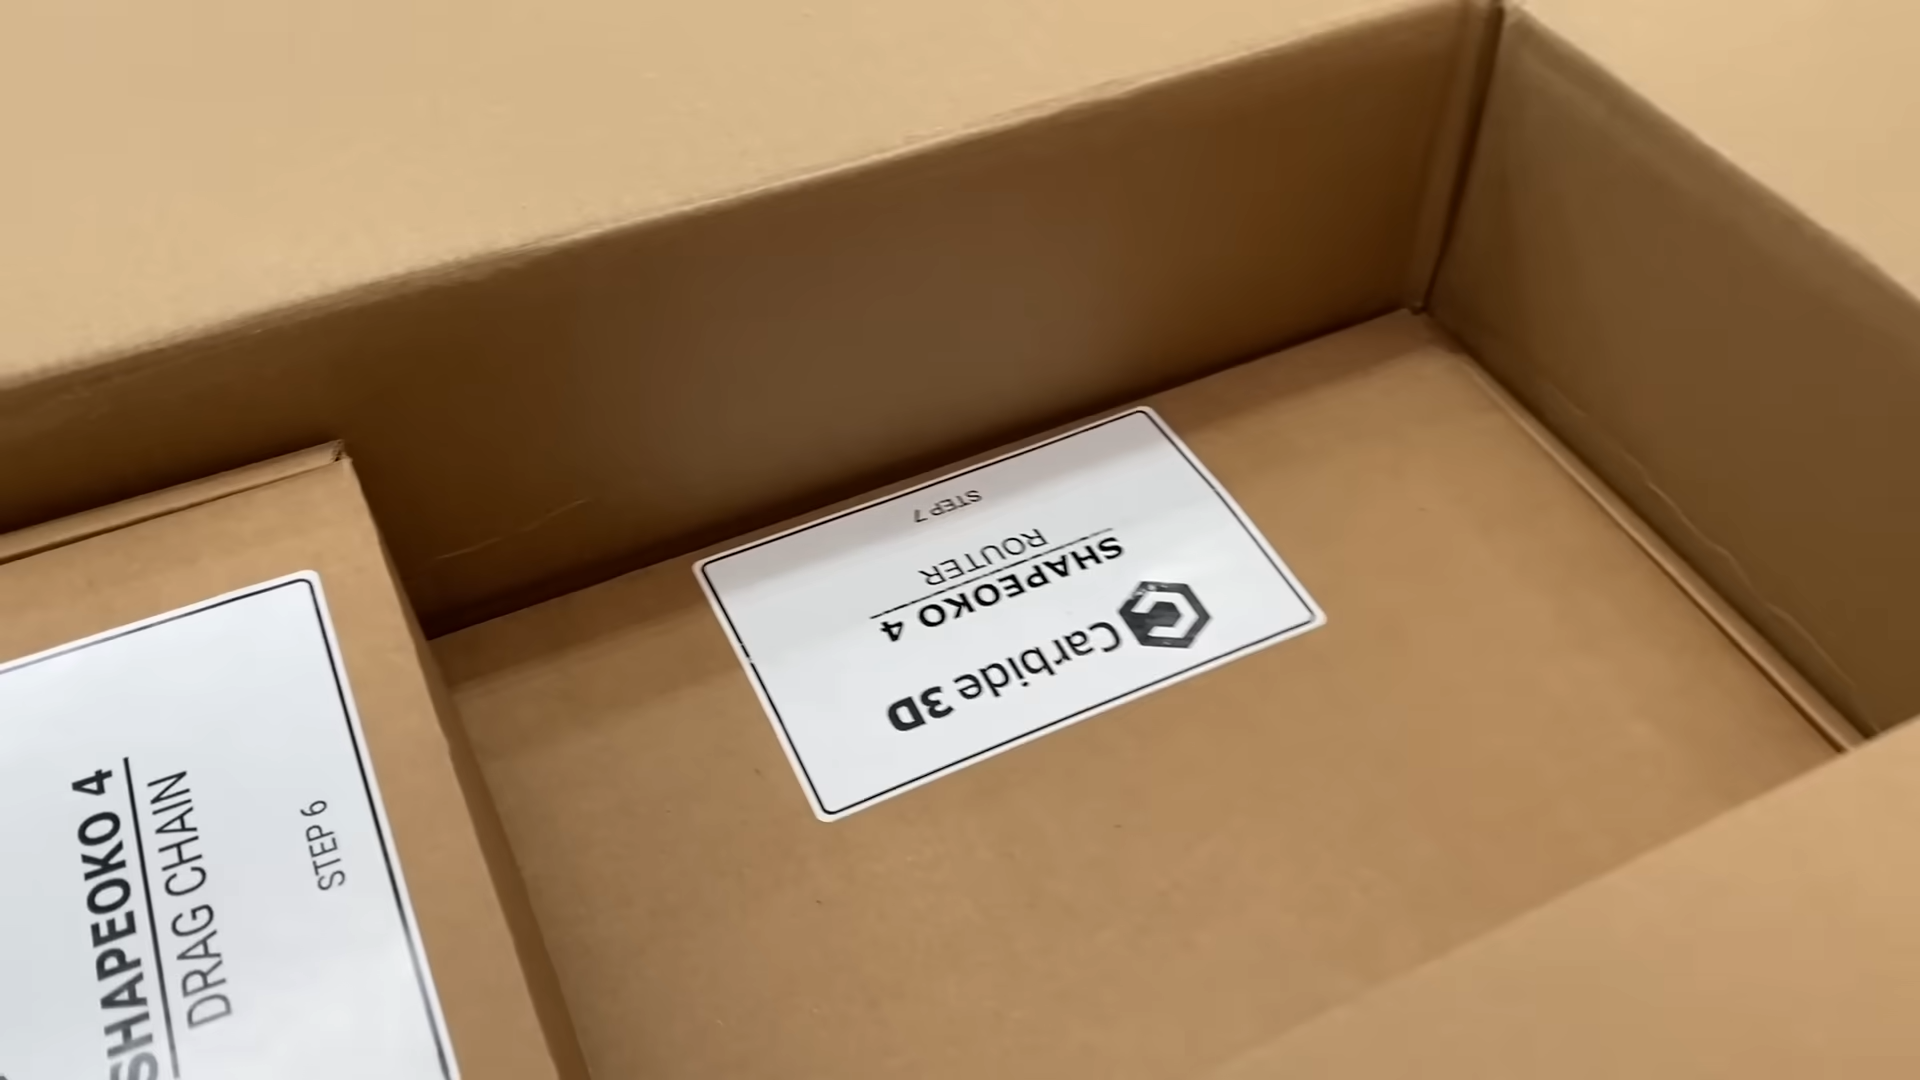 Carbide 3D
SHAPEOKO 4
ROUTER
STEP 7
SHAPEOKO 4
DRAG CHAIN
STEP 6